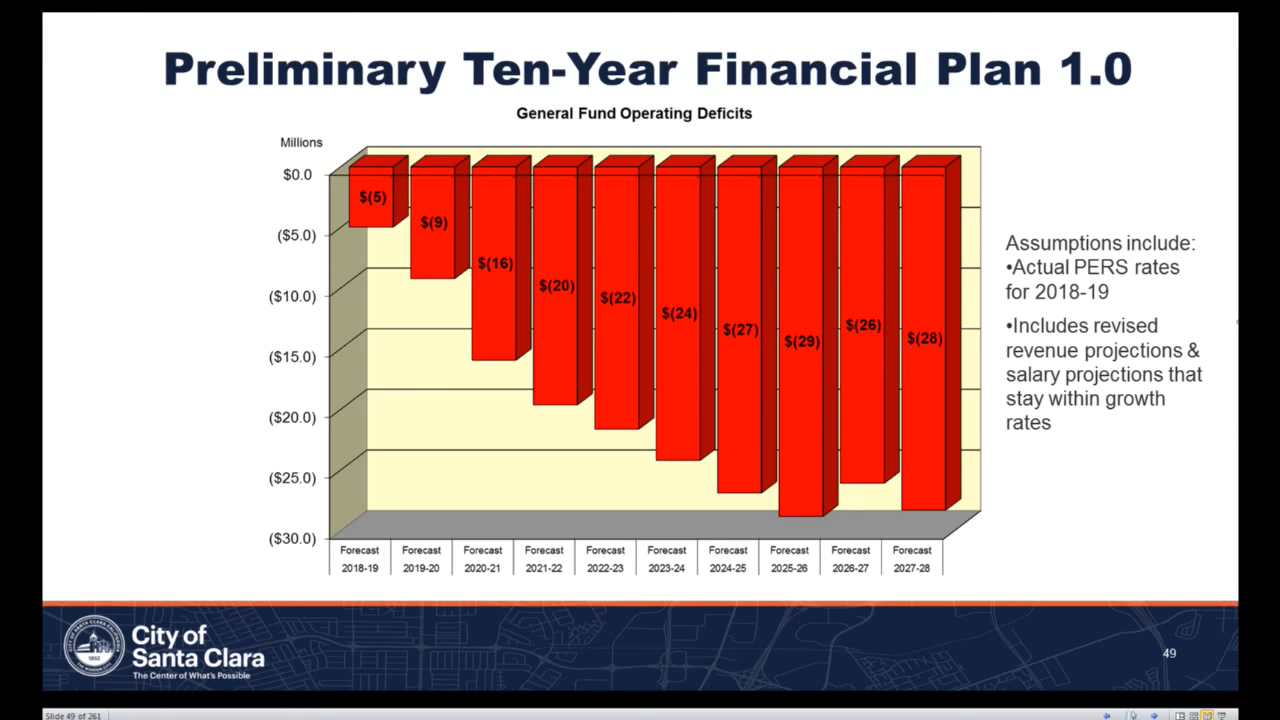 Preliminary Ten-Year Financial Plan 1.0
General Fund Operating Deficits
Millions
$0.0
($5.0)
($10.0)
($15.0)
($20.0)
($25.0)
($30.0)
$(5)
$(9)
$(16)
$(20)
$(22)
$(24)
$(27)
$(29)
$(26)
$(28)
Forecast Forecast Forecast Forecast Forecast Forecast Forecast Forecast Forecast Forecast
2018-19 2019-20 2020-21 2021-22 2022-23 2023-24 2024-25 2025-26 2026-27 2027-28
Assumptions include:
•Actual PERS rates
for 2018-19
•Includes revised
revenue projections &
salary projections that
stay within growth
rates
City of
Santa Clara
The Center of What's Possible
1852
49
Slide 49 of 261